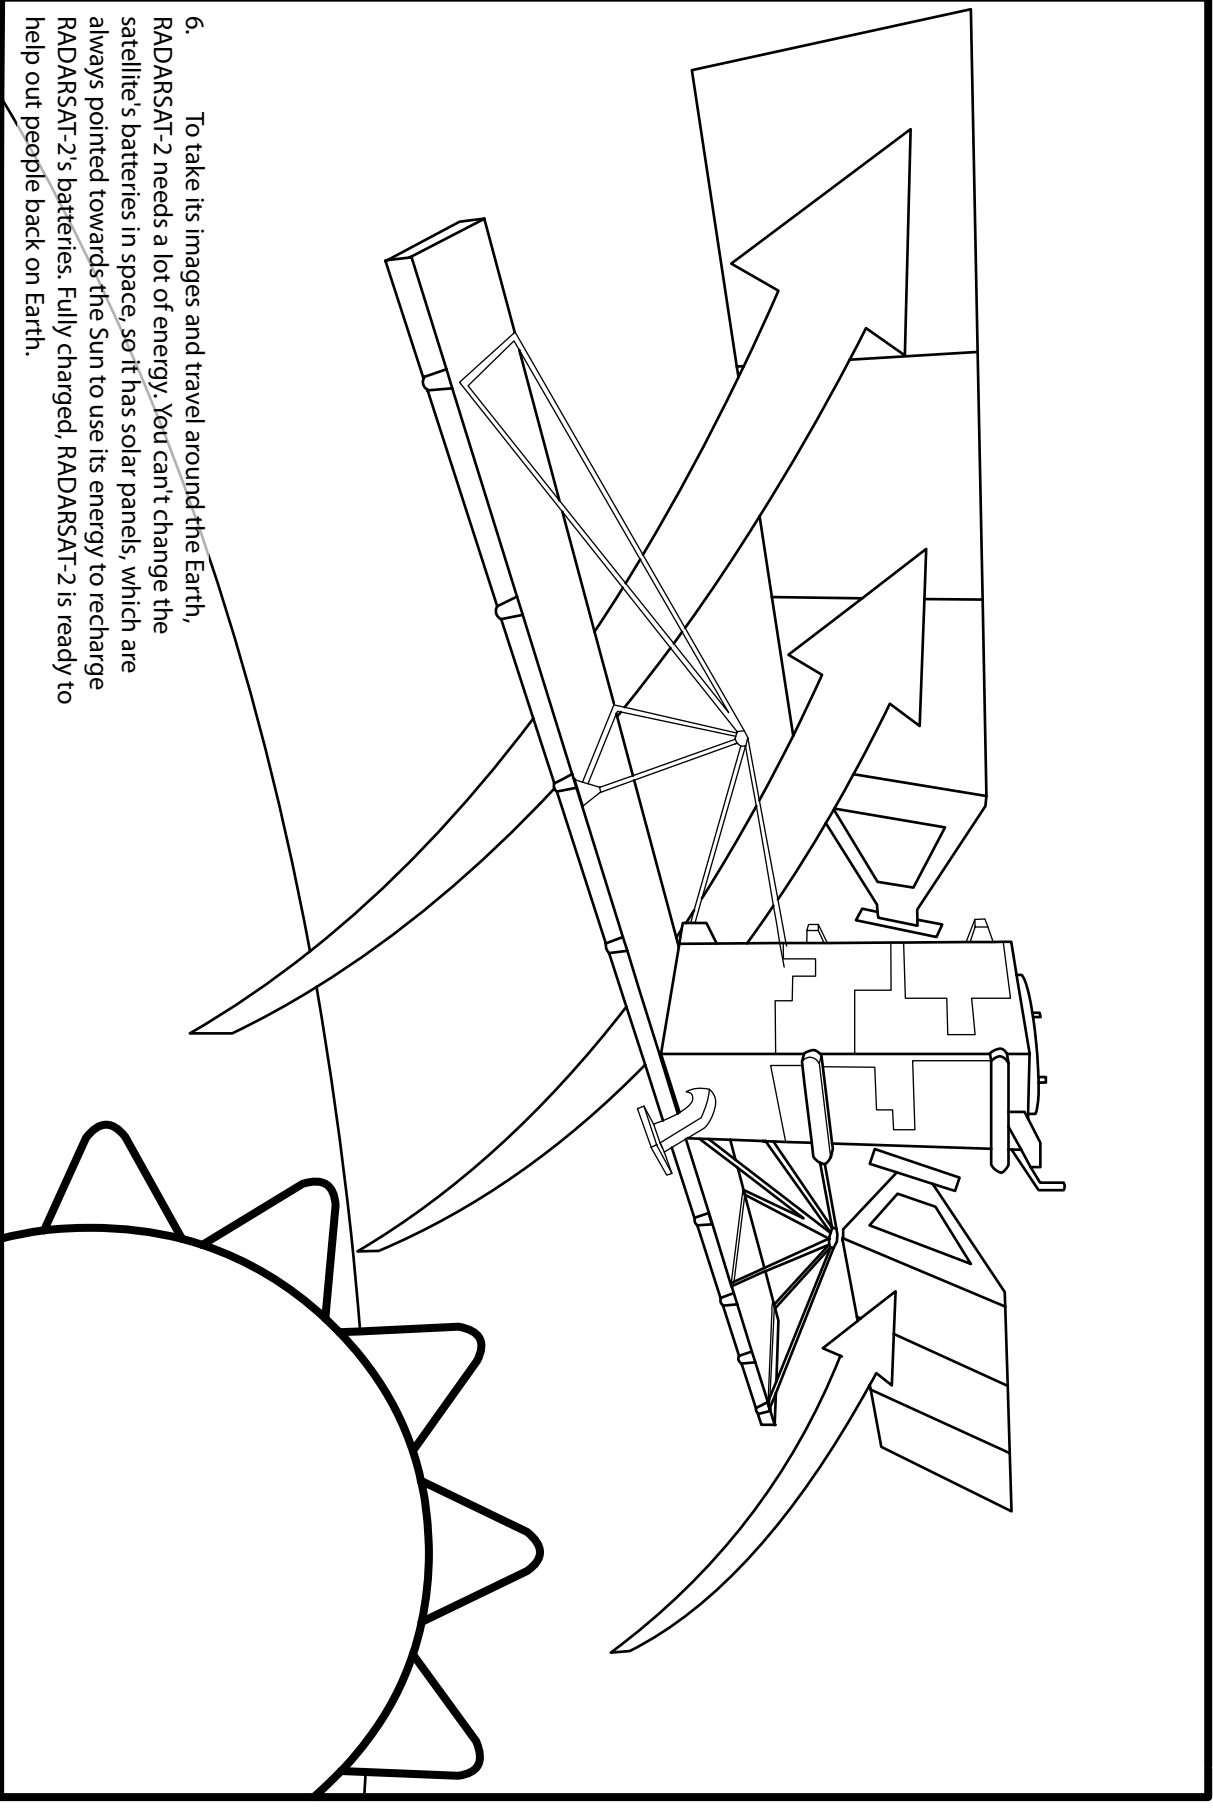 6. To take its images and travel around the Earth,
RADARSAT-2 needs a lot of energy. You can't change the
satellite's batteries in space, so it has solar panels, which are
always pointed towards the Sun to use its energy to recharge
RADARSAT-2's batteries. Fully charged, RADARSAT-2 is ready to
help out people back on Earth.